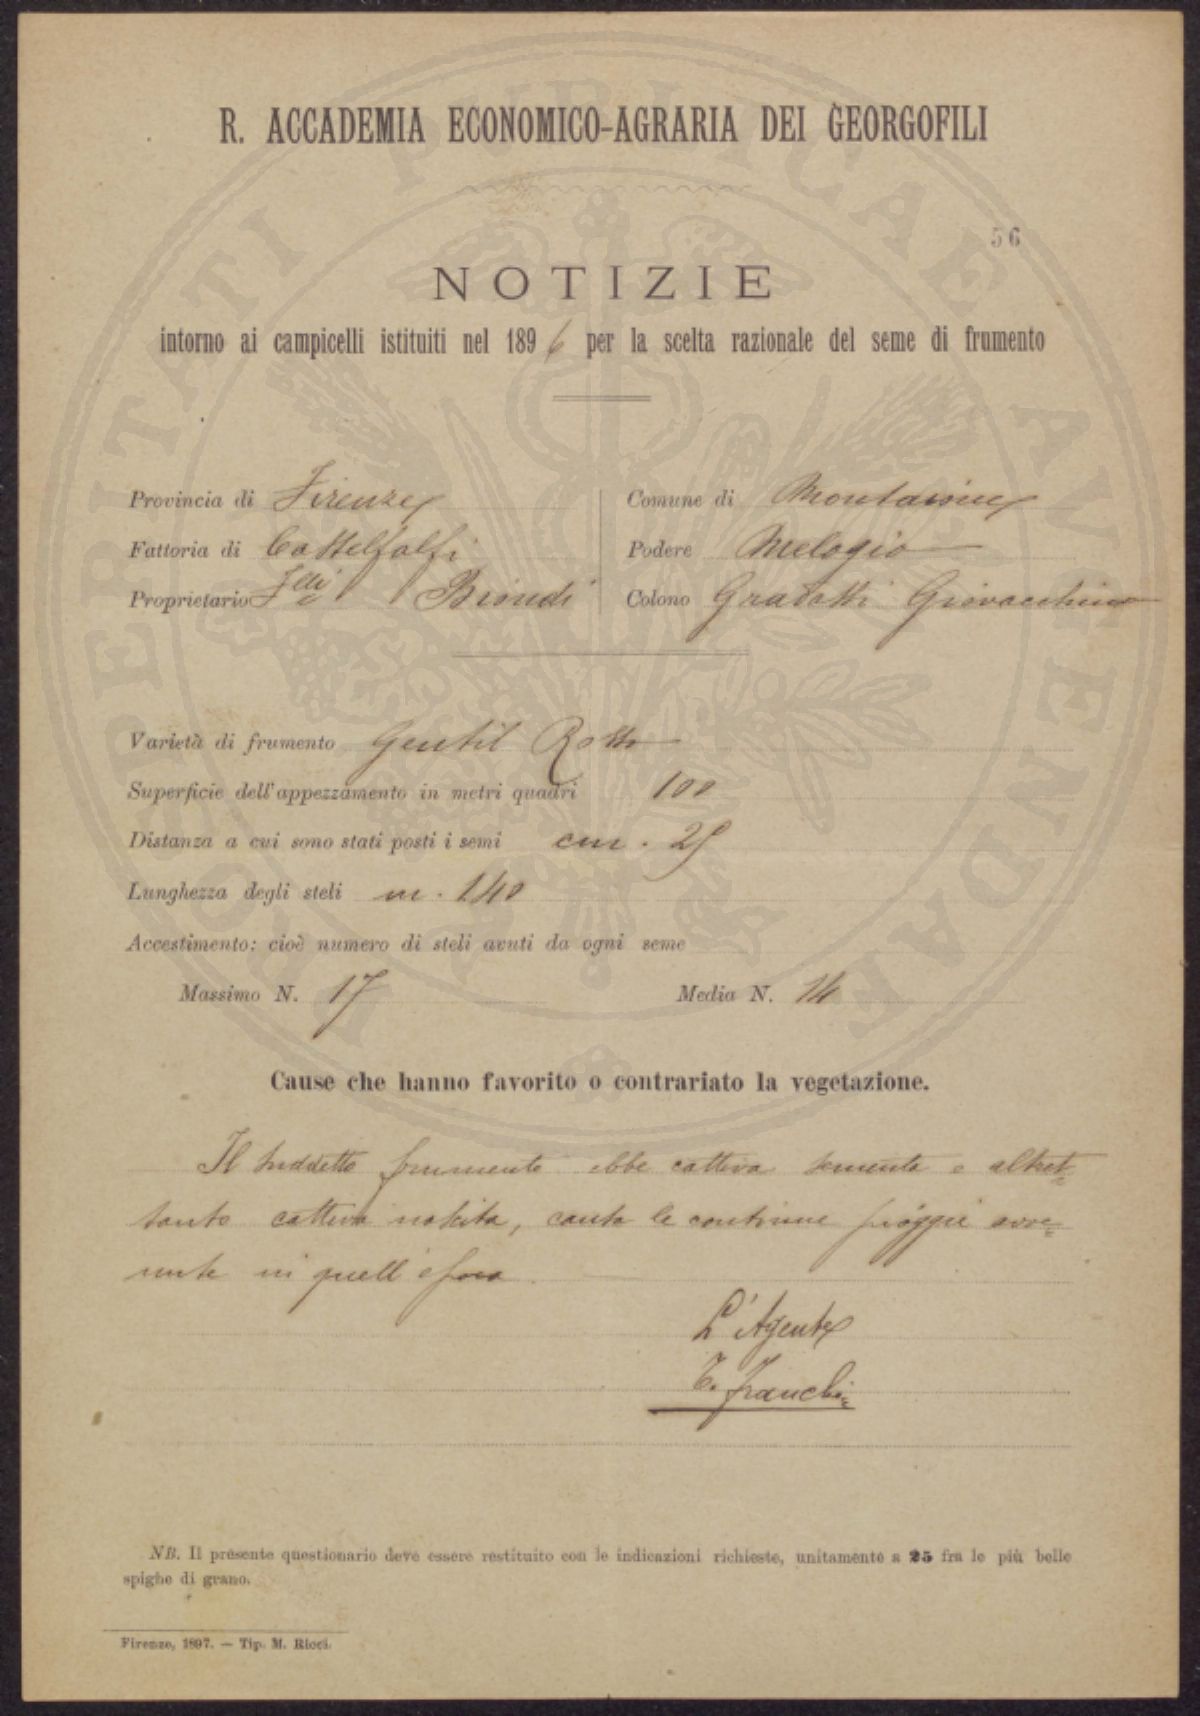 R. ACCADEMIA ECONOMICO-AGRARIA DEI GEORGOFILI
56
NOTIZIE
intorno ai campicelli istituiti nel 1896 per la scelta razionale del seme di frumento
Provincia di Firenze
Comune di Montaione
Fattoria di Castelfalfi
Podere Melogio
Proprietario F.lli Biondi
Colono Gradotti Giovacchino
Varietà di frumento Gentil Rosso
Superficie dell'appezzamento in metri quadri 100
Distanza a cui sono stati posti i semi cm. 25
Lunghezza degli steli m. 140
Accestimento: cioè numero di steli avuti da ogni seme
Massimo N. 17 Media N. 14
Cause che hanno favorito o contrariato la vegetazione.
Il suddetto frumento ebbe cattiva sementa e altret=
tanto cattiva nascita, causa le continue pioggie avve=
nute in quell'epoca.
L'Agente
T. Franchi
NB. Il presente questionario deve essere restituito con le indicazioni richieste, unitamente a 25 fra le più belle
spighe di grano.
Firenze, 1897. — Tip. M. Ricci.
PROSPERITATI PUBLICAE AVGENDAE